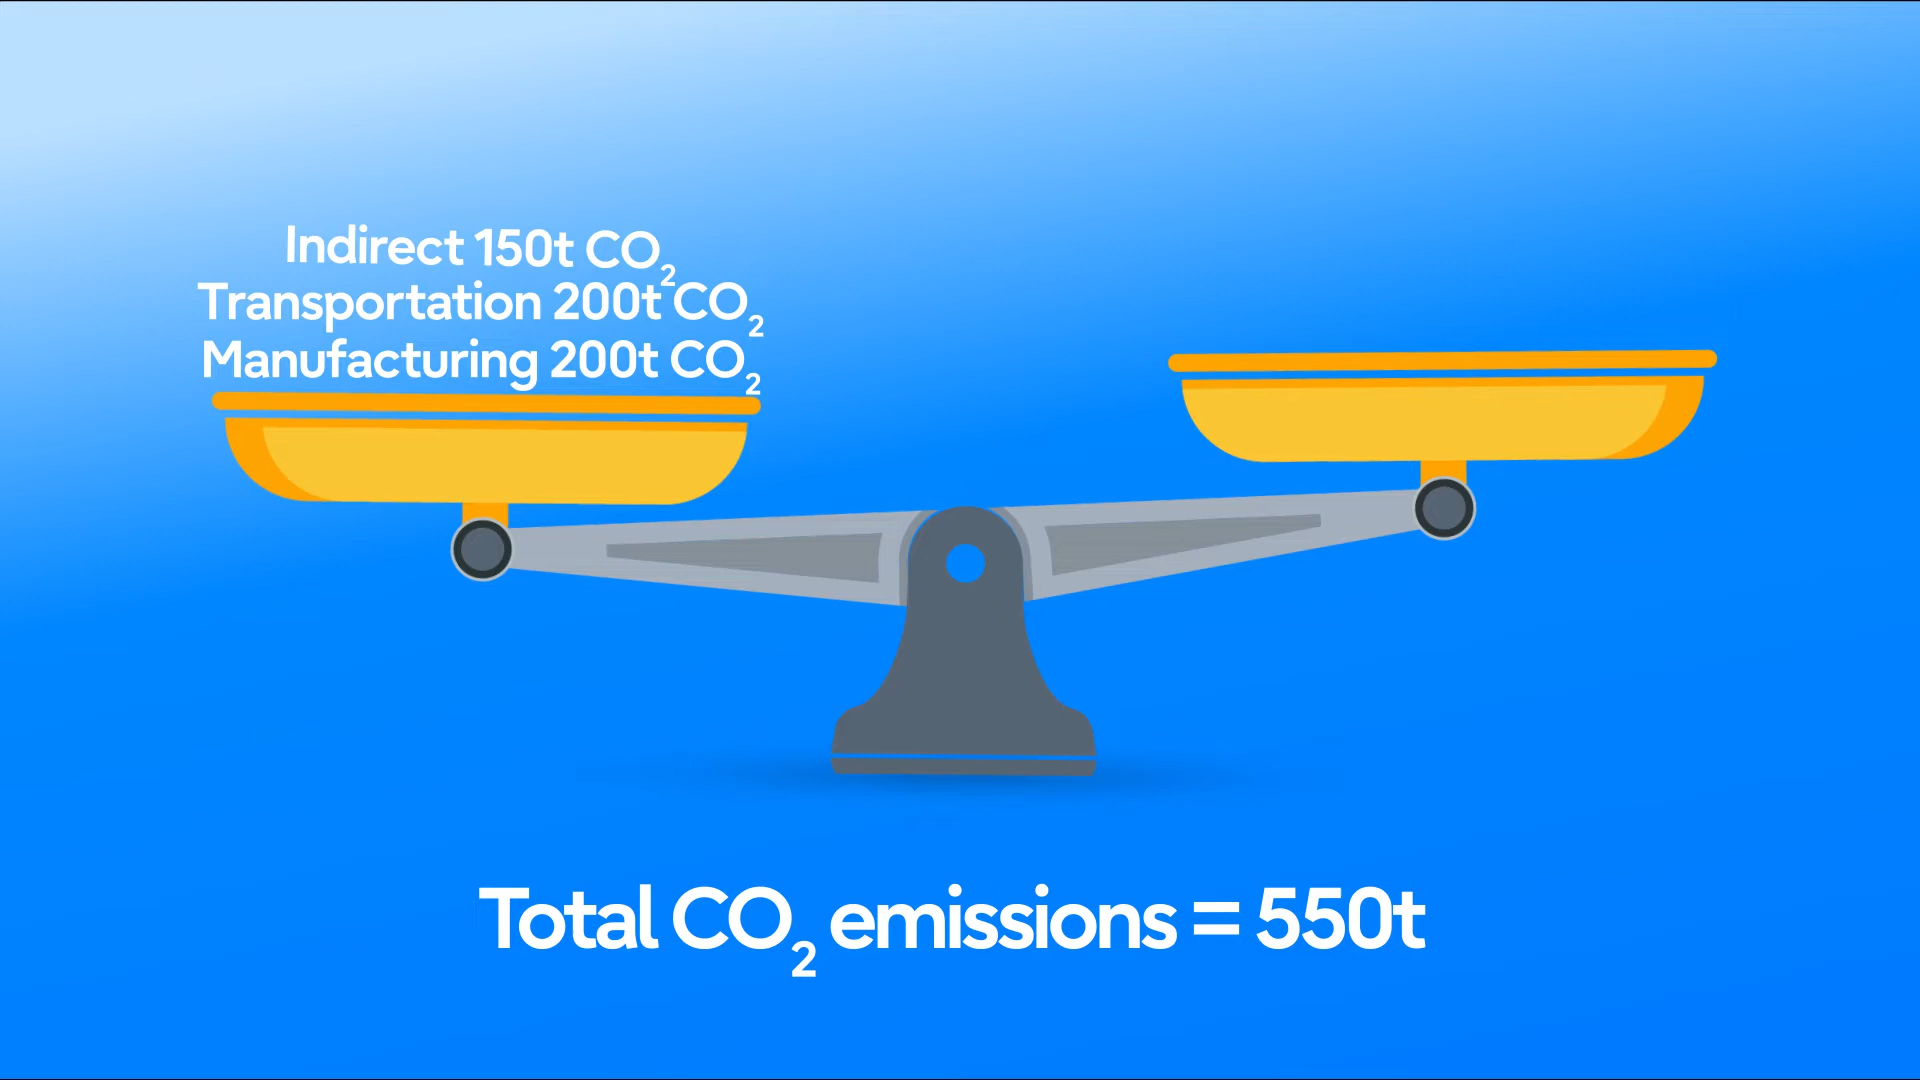 Indirect 150t CO₂
Transportation 200t CO₂
Manufacturing 200t CO₂
Total CO₂ emissions = 550t